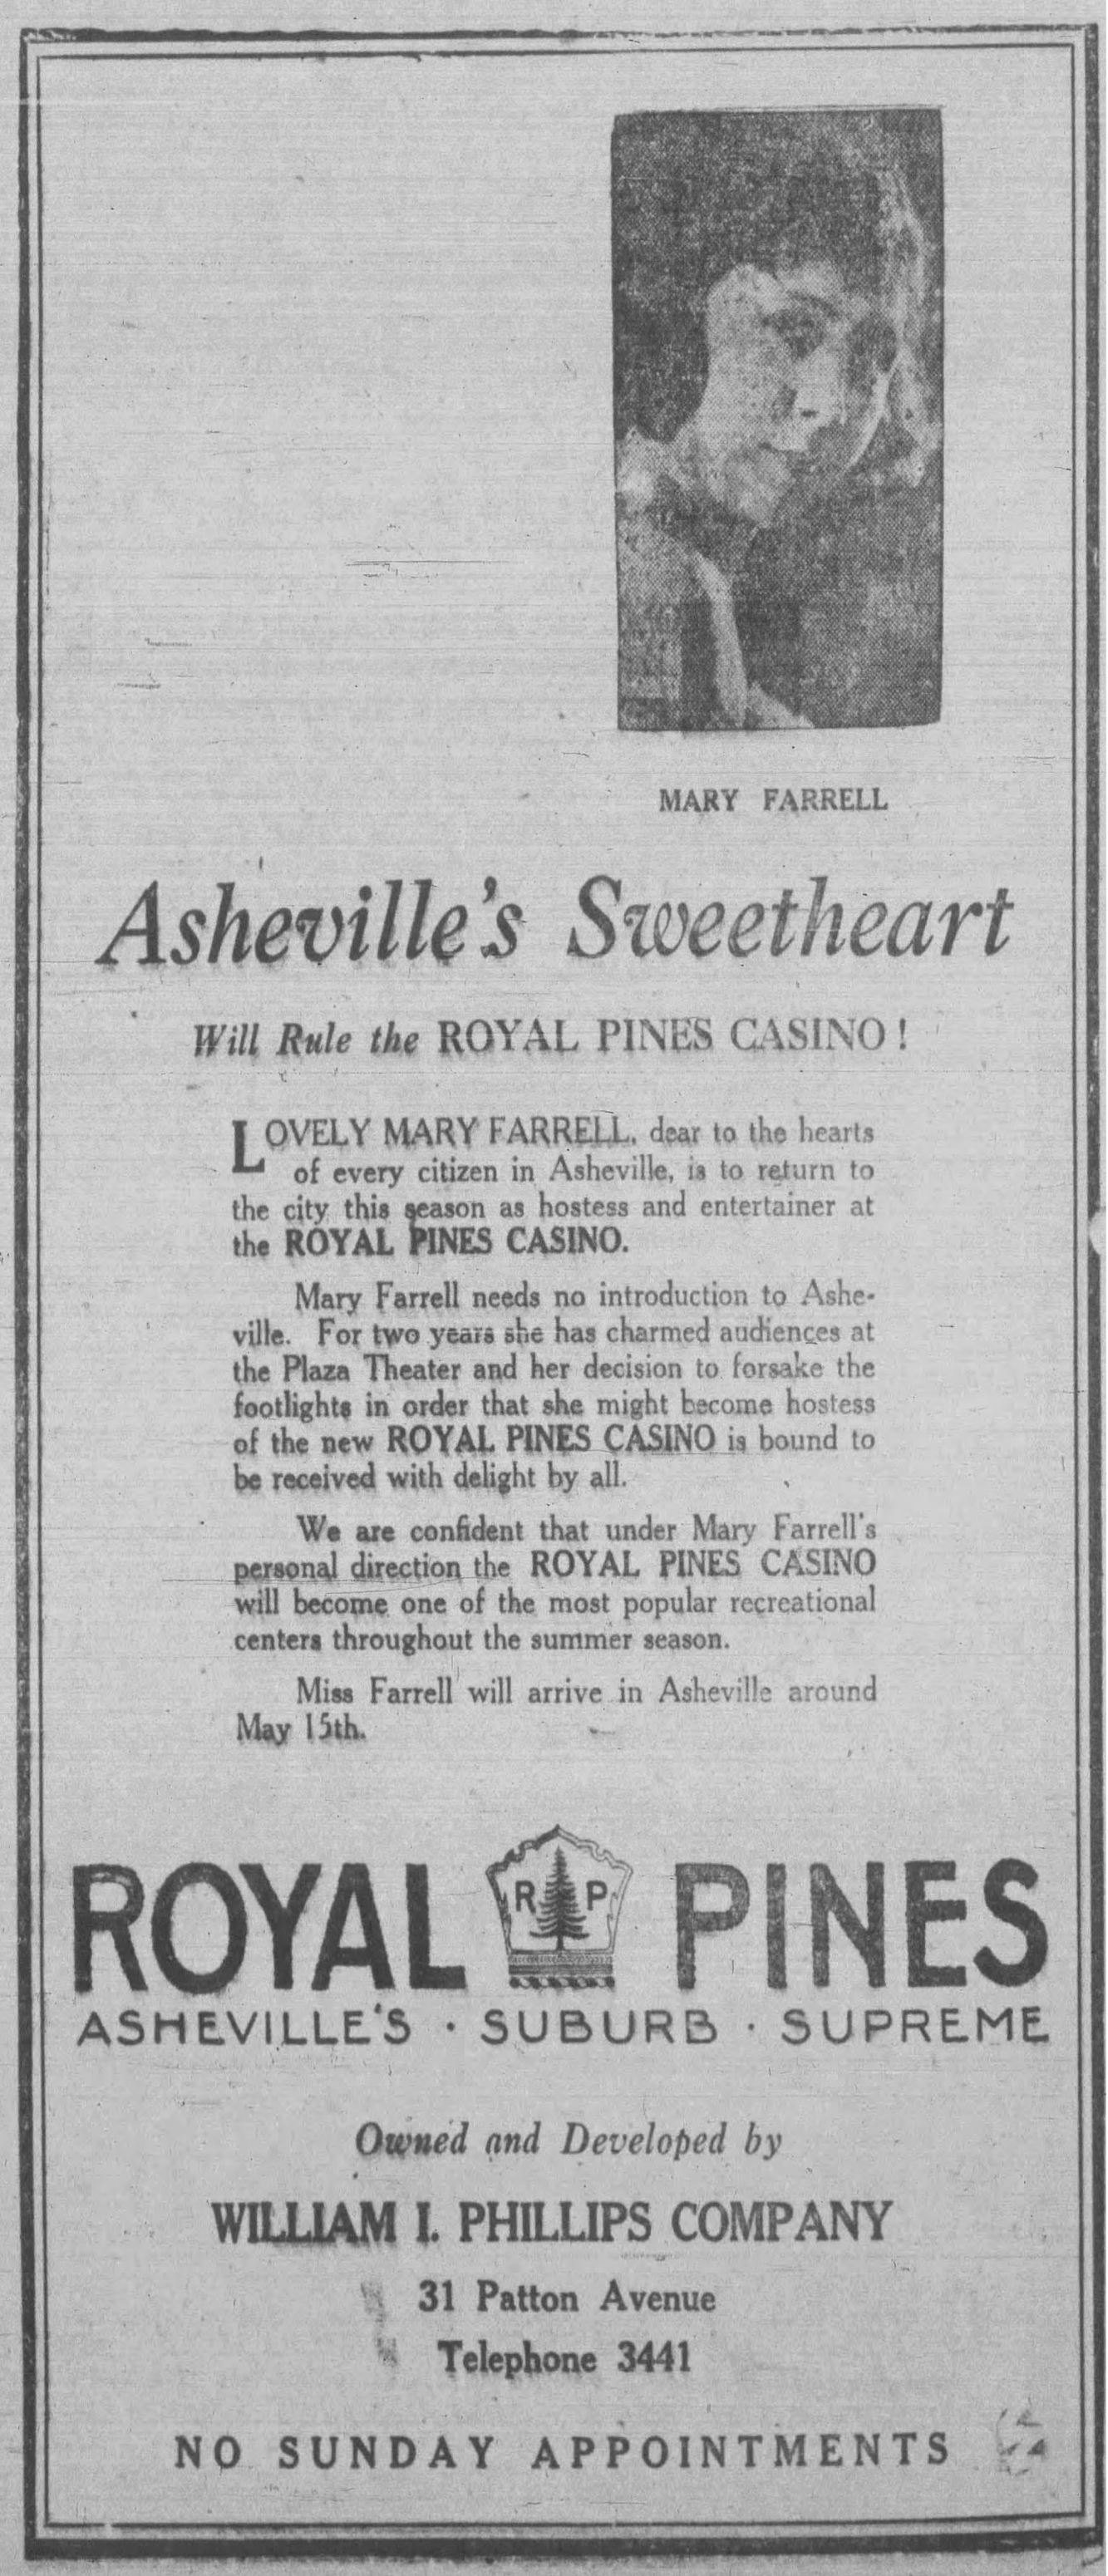 MARY FARRELL
Asheville's Sweetheart
Will Rule the ROYAL PINES CASINO!
LOVELY MARY FARRELL, dear to the hearts
of every citizen in Asheville, is to return to
the city this season as hostess and entertainer at
the ROYAL PINES CASINO.
Mary Farrell needs no introduction to Ashe-
ville. For two years she has charmed audiences at
the Plaza Theater and her decision to forsake the
footlights in order that she might become hostess
of the new ROYAL PINES CASINO is bound to
be received with delight by all.
We are confident that under Mary Farrell's
personal direction the ROYAL PINES CASINO
will become one of the most popular recreational
centers throughout the summer season.
Miss Farrell will arrive in Asheville around
May 15th.
ROYAL R P PINES
ASHEVILLE'S · SUBURB · SUPREME
Owned and Developed by
WILLIAM I. PHILLIPS COMPANY
31 Patton Avenue
Telephone 3441
NO SUNDAY APPOINTMENTS